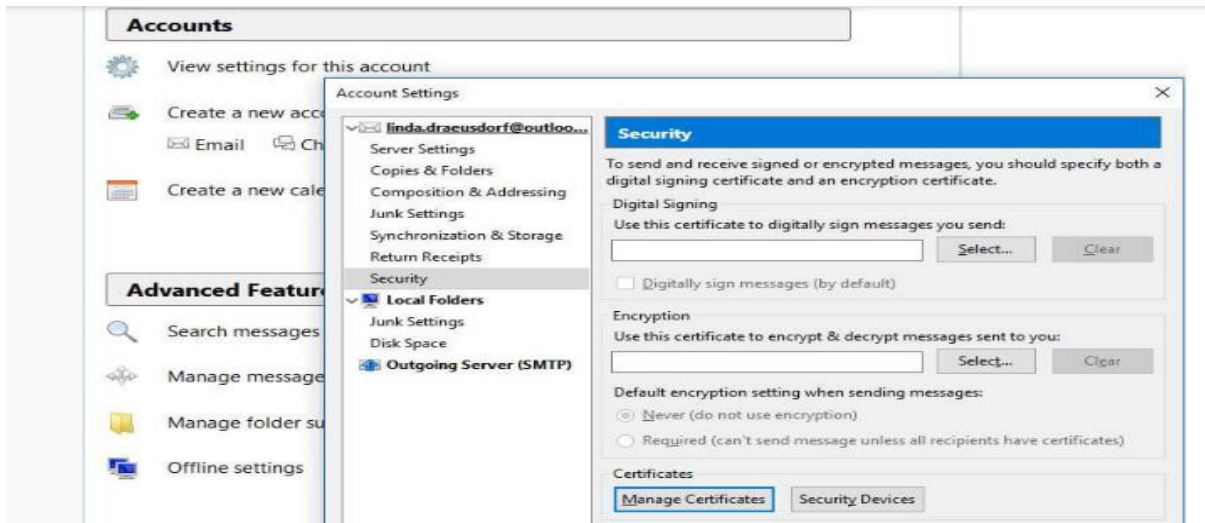 Accounts
View settings for this account
Create a new acco
Email Ch
Create a new cale
Advanced Featur
Search messages
Manage message
Manage folder su
Offline settings
Account Settings
linda.draeusdorf@outloo...
Server Settings
Copies & Folders
Composition & Addressing
Junk Settings
Synchronization & Storage
Return Receipts
Security
Local Folders
Junk Settings
Disk Space
Outgoing Server (SMTP)
Security
To send and receive signed or encrypted messages, you should specify both a
digital signing certificate and an encryption certificate.
Digital Signing
Use this certificate to digitally sign messages you send:
Select... Clear
Digitally sign messages (by default)
Encryption
Use this certificate to encrypt & decrypt messages sent to you:
Select... Clear
Default encryption setting when sending messages:
Never (do not use encryption)
Required (can't send message unless all recipients have certificates)
Certificates
Manage Certificates Security Devices